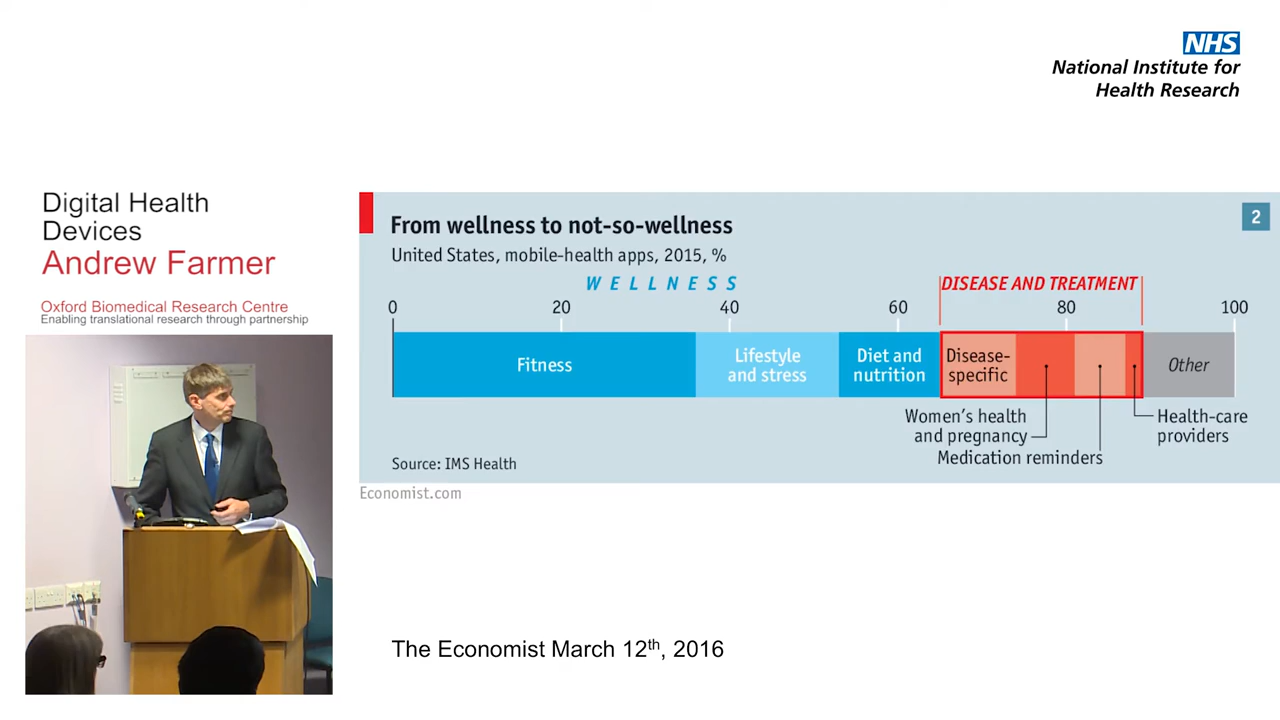 NHS
National Institute for
Health Research
Digital Health
Devices
Andrew Farmer
Oxford Biomedical Research Centre
Enabling translational research through partnership
From wellness to not-so-wellness
2
United States, mobile-health apps, 2015, %
WELLNESS
DISEASE AND TREATMENT
0 20 40 60 80 100
Fitness
Lifestyle
and stress
Diet and
nutrition
Disease-
specific
Other
Women's health
and pregnancy
Medication reminders
Health-care
providers
Source: IMS Health
Economist.com
The Economist March 12th, 2016